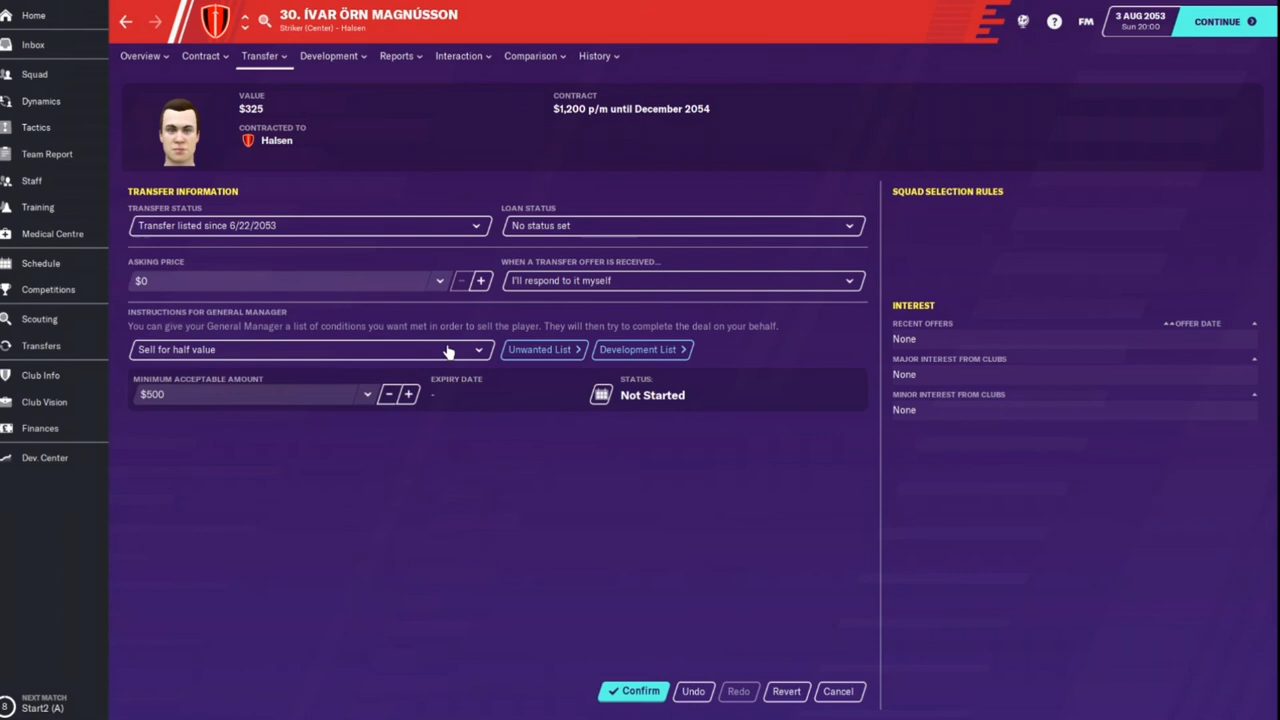 Home
Inbox
Squad
Dynamics
Tactics
Team Report
Staff
Training
Medical Centre
Schedule
Competitions
Scouting
Transfers
Club Info
Club Vision
Finances
Dev. Center
NEXT MATCH
8 Start2 (A)
30. ÍVAR ÖRN MAGNÚSSON
Striker (Center) - Halsen
? FM
3 AUG 2053
Sun 20:00
CONTINUE
Overview Contract Transfer Development Reports Interaction Comparison History
VALUE
$325
CONTRACTED TO
Halsen
CONTRACT
$1,200 p/m until December 2054
TRANSFER INFORMATION
TRANSFER STATUS
Transfer listed since 6/22/2053
LOAN STATUS
No status set
ASKING PRICE
$0 - +
WHEN A TRANSFER OFFER IS RECEIVED...
I'll respond to it myself
INSTRUCTIONS FOR GENERAL MANAGER
You can give your General Manager a list of conditions you want met in order to sell the player. They will then try to complete the deal on your behalf.
Sell for half value
Unwanted List >
Development List >
MINIMUM ACCEPTABLE AMOUNT
$500 - +
EXPIRY DATE
-
STATUS:
Not Started
SQUAD SELECTION RULES
INTEREST
RECENT OFFERS OFFER DATE
None
MAJOR INTEREST FROM CLUBS
None
MINOR INTEREST FROM CLUBS
None
Confirm Undo Redo Revert Cancel